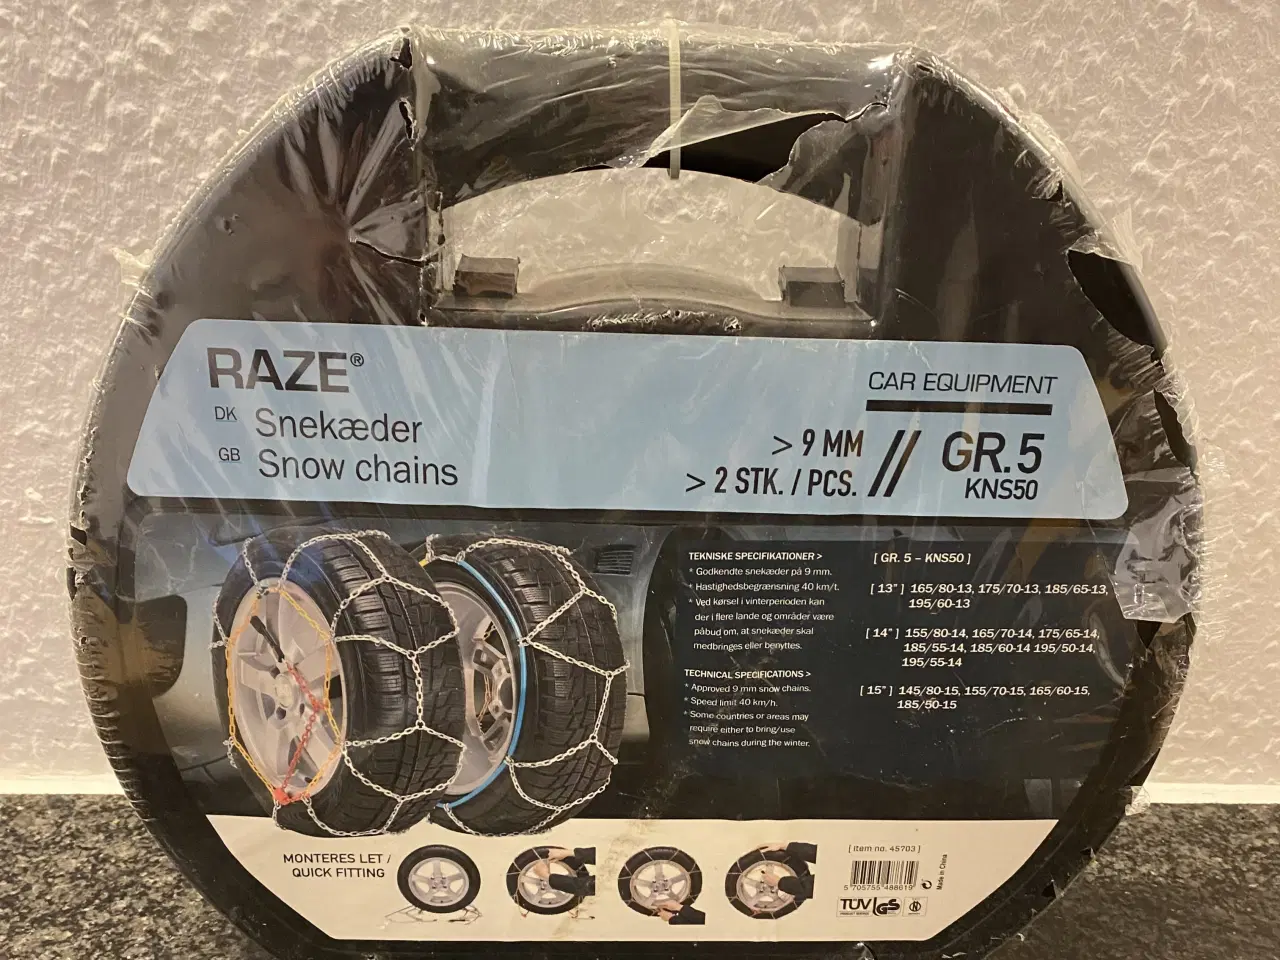 RAZE®
DK Snekæder
GB Snow chains
CAR EQUIPMENT
> 9 MM
> 2 STK. / PCS.
// GR.5
KNS50
TEKNISKE SPECIFIKATIONER >
* Godkendte snekæder på 9 mm.
* Hastighedsbegrænsning 40 km/t.
* Ved kørsel i vinterperioden kan
der i flere lande og områder være
påbud om, at snekæder skal
medbringes eller benyttes.
TECHNICAL SPECIFICATIONS >
* Approved 9 mm snow chains.
* Speed limit 40 km/h.
* Some countries or areas may
require either to bring/use
snow chains during the winter.
[ GR. 5 – KNS50 ]
[ 13" ] 165/80-13, 175/70-13, 185/65-13,
195/60-13
[ 14" ] 155/80-14, 165/70-14, 175/65-14,
185/55-14, 185/60-14 195/50-14,
195/55-14
[ 15" ] 145/80-15, 155/70-15, 165/60-15,
185/50-15
MONTERES LET /
QUICK FITTING
[ Item no. 45703 ]
5 705755 488619
Made in China
TÜV GS N